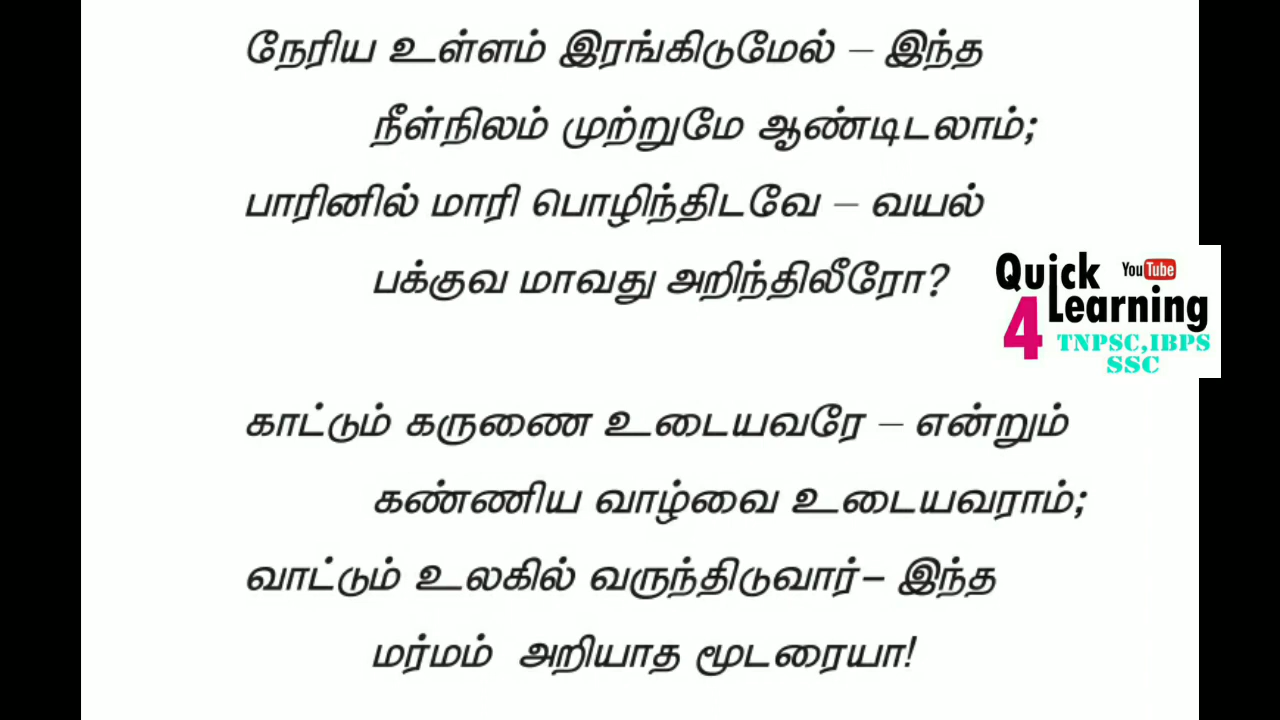 நேரிய உள்ளம் இரங்கிடுமேல் – இந்த
நீள்நிலம் முற்றுமே ஆண்டிடலாம்;
பாரினில் மாரி பொழிந்திடவே – வயல்
பக்குவ மாவது அறிந்திலீரோ?
Quick YouTube
4 Learning
TNPSC,IBPS
SSC
காட்டும் கருணை உடையவரே – என்றும்
கண்ணிய வாழ்வை உடையவராம்;
வாட்டும் உலகில் வருந்திடுவார்– இந்த
மர்மம் அறியாத மூடரையா!